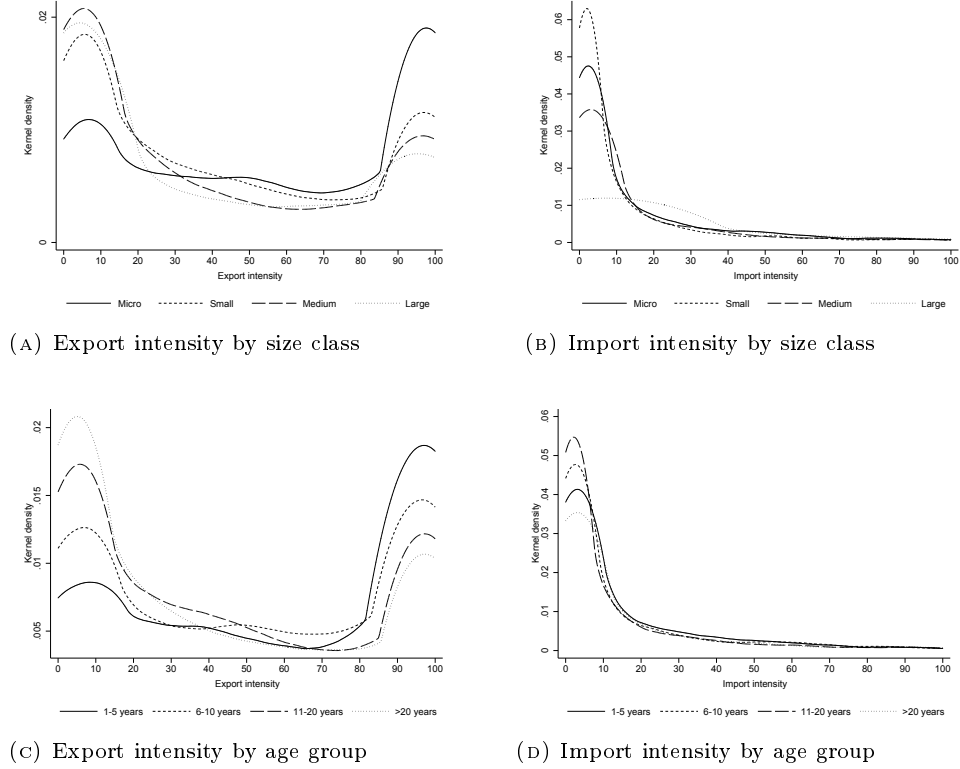 Kernel density
0
.02
0 10 20 30 40 50 60 70 80 90 100
Export intensity
Micro Small Medium Large
(A) Export intensity by size class
Kernel density
0 .01 .02 .03 .04 .05 .06
0 10 20 30 40 50 60 70 80 90 100
Import intensity
Micro Small Medium Large
(B) Import intensity by size class
Kernel density
.005 .01 .015 .02
0 10 20 30 40 50 60 70 80 90 100
Export intensity
1-5 years 6-10 years 11-20 years >20 years
(C) Export intensity by age group
Kernel density
0 .01 .02 .03 .04 .05 .06
0 10 20 30 40 50 60 70 80 90 100
Import intensity
1-5 years 6-10 years 11-20 years >20 years
(D) Import intensity by age group